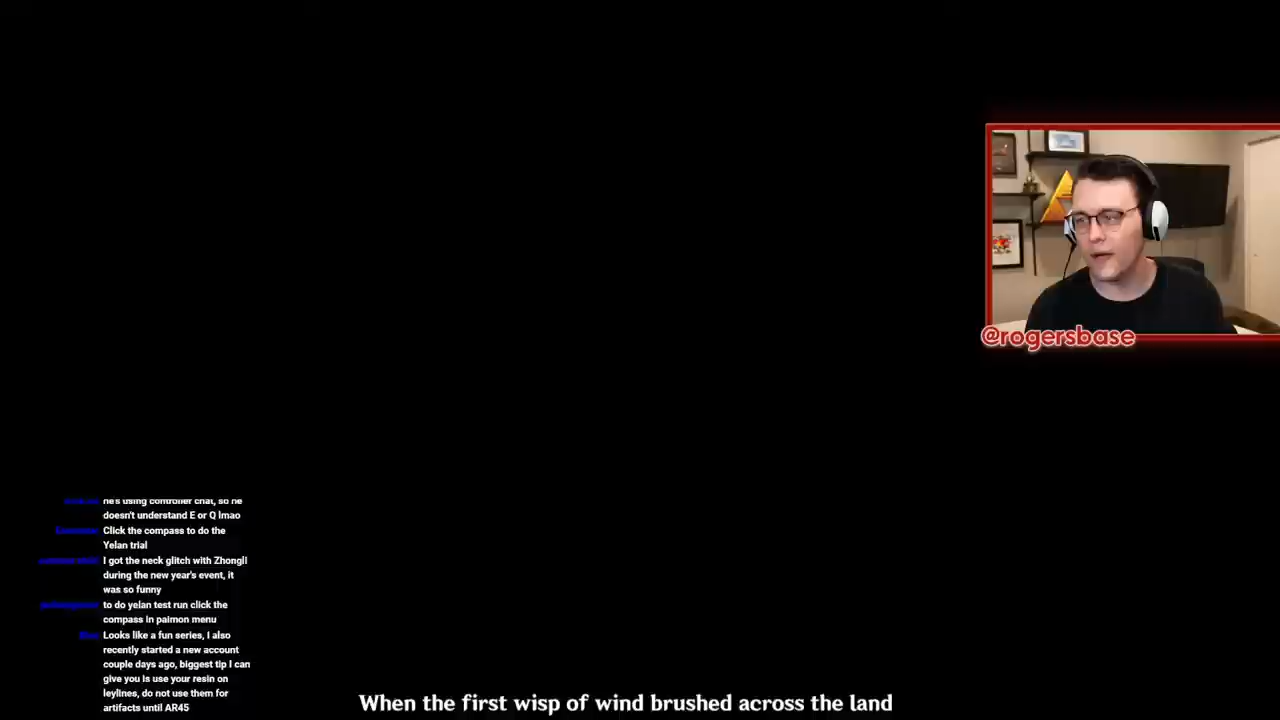 @rogersbase
he's using controller chat, so he
doesn't understand E or Q lmao
Click the compass to do the
Yelan trial
I got the neck glitch with Zhongli
during the new year's event, it
was so funny
to do yelan test run click the
compass in paimon menu
Looks like a fun series, I also
recently started a new account
couple days ago, biggest tip I can
give you is use your resin on
leylines, do not use them for
artifacts until AR45
When the first wisp of wind brushed across the land